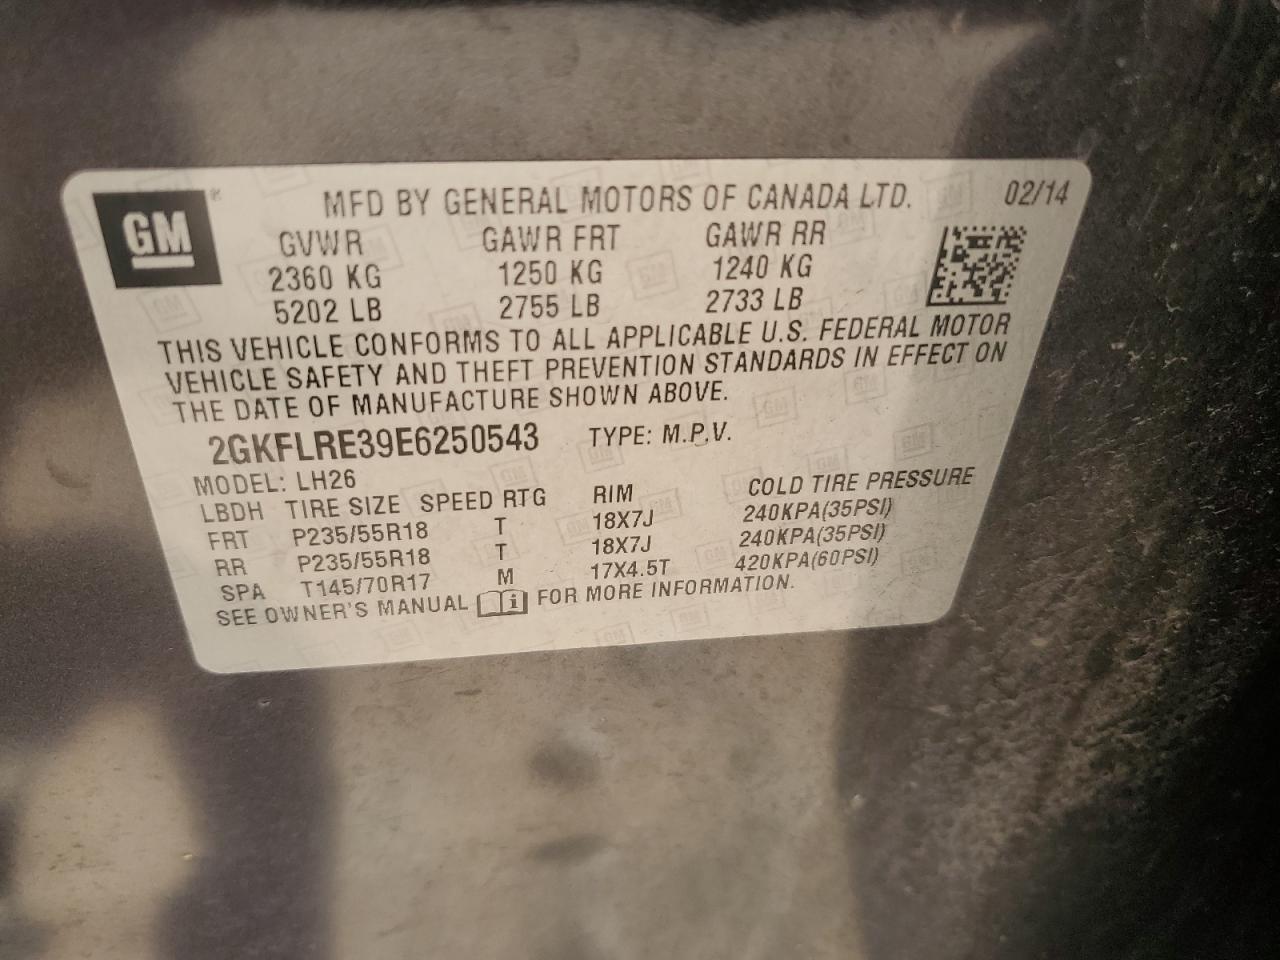 GM ® MFD BY GENERAL MOTORS OF CANADA LTD. 02/14
GVWR GAWR FRT GAWR RR
2360 KG 1250 KG 1240 KG
5202 LB 2755 LB 2733 LB
THIS VEHICLE CONFORMS TO ALL APPLICABLE U.S. FEDERAL MOTOR
VEHICLE SAFETY AND THEFT PREVENTION STANDARDS IN EFFECT ON
THE DATE OF MANUFACTURE SHOWN ABOVE.
2GKFLRE39E6250543 TYPE: M.P.V.
MODEL: LH26
LBDH TIRE SIZE SPEED RTG RIM COLD TIRE PRESSURE
FRT P235/55R18 T 18X7J 240KPA(35PSI)
RR P235/55R18 T 18X7J 240KPA(35PSI)
SPA T145/70R17 M 17X4.5T 420KPA(60PSI)
SEE OWNER'S MANUAL i FOR MORE INFORMATION.